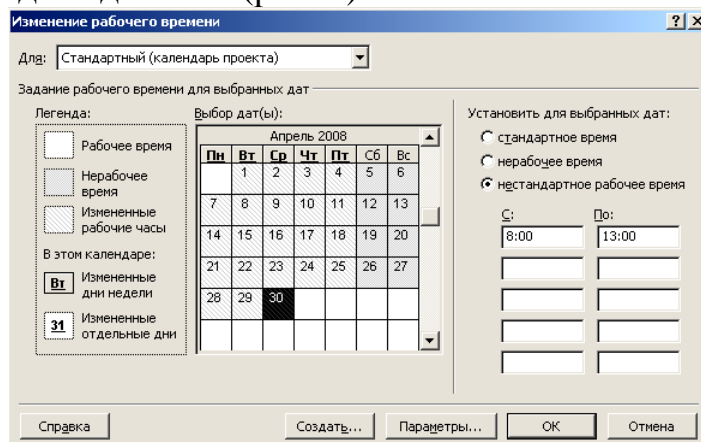 Изменение рабочего времени
Для: Стандартный (календарь проекта)
Задание рабочего времени для выбранных дат
Легенда:
Рабочее время
Нерабочее
время
Измененные
рабочие часы
В этом календаре:
Вт Измененные
дни недели
31 Измененные
отдельные дни
Выбор дат(ы):
Апрель 2008
Пн Вт Ср Чт Пт Сб Вс
1 2 3 4 5 6
7 8 9 10 11 12 13
14 15 16 17 18 19 20
21 22 23 24 25 26 27
28 29 30
Установить для выбранных дат:
стандартное время
нерабочее время
нестандартное рабочее время
С: По:
8:00 13:00
Справка Создать... Параметры... ОК Отмена